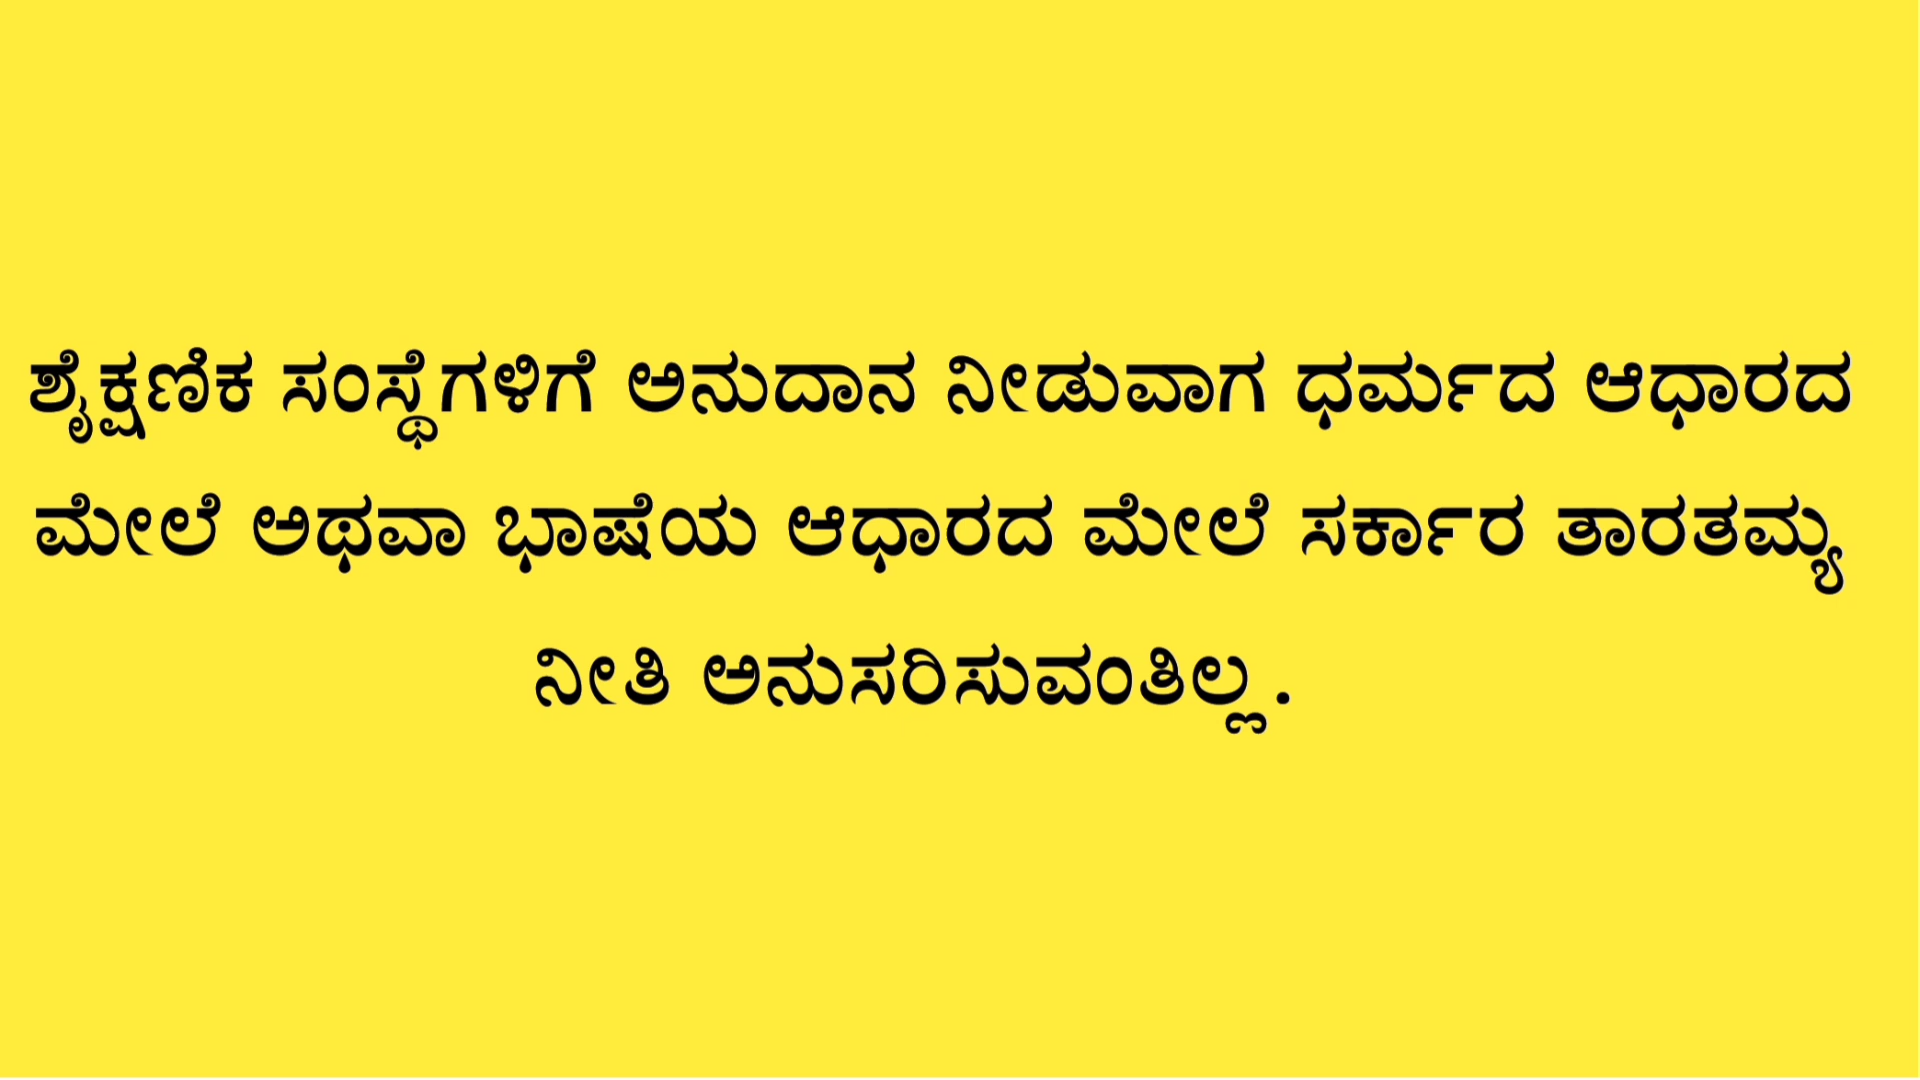 ಶೈಕ್ಷಣಿಕ ಸಂಸ್ಥೆಗಳಿಗೆ ಅನುದಾನ ನೀಡುವಾಗ ಧರ್ಮದ ಆಧಾರದ
ಮೇಲೆ ಅಥವಾ ಭಾಷೆಯ ಆಧಾರದ ಮೇಲೆ ಸರ್ಕಾರ ತಾರತಮ್ಯ
ನೀತಿ ಅನುಸರಿಸುವಂತಿಲ್ಲ.